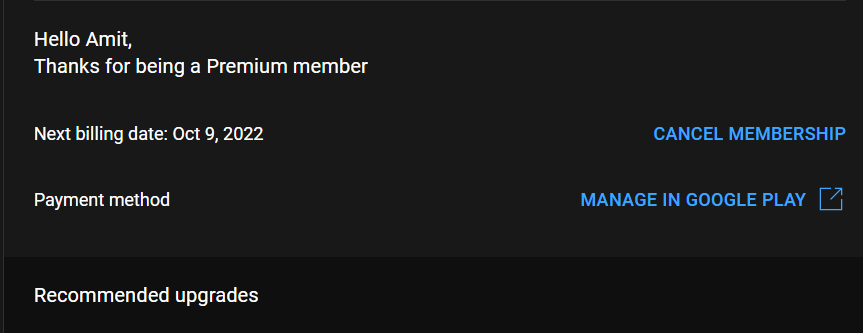 Hello Amit,
Thanks for being a Premium member
Next billing date: Oct 9, 2022
CANCEL MEMBERSHIP
Payment method
MANAGE IN GOOGLE PLAY
Recommended upgrades